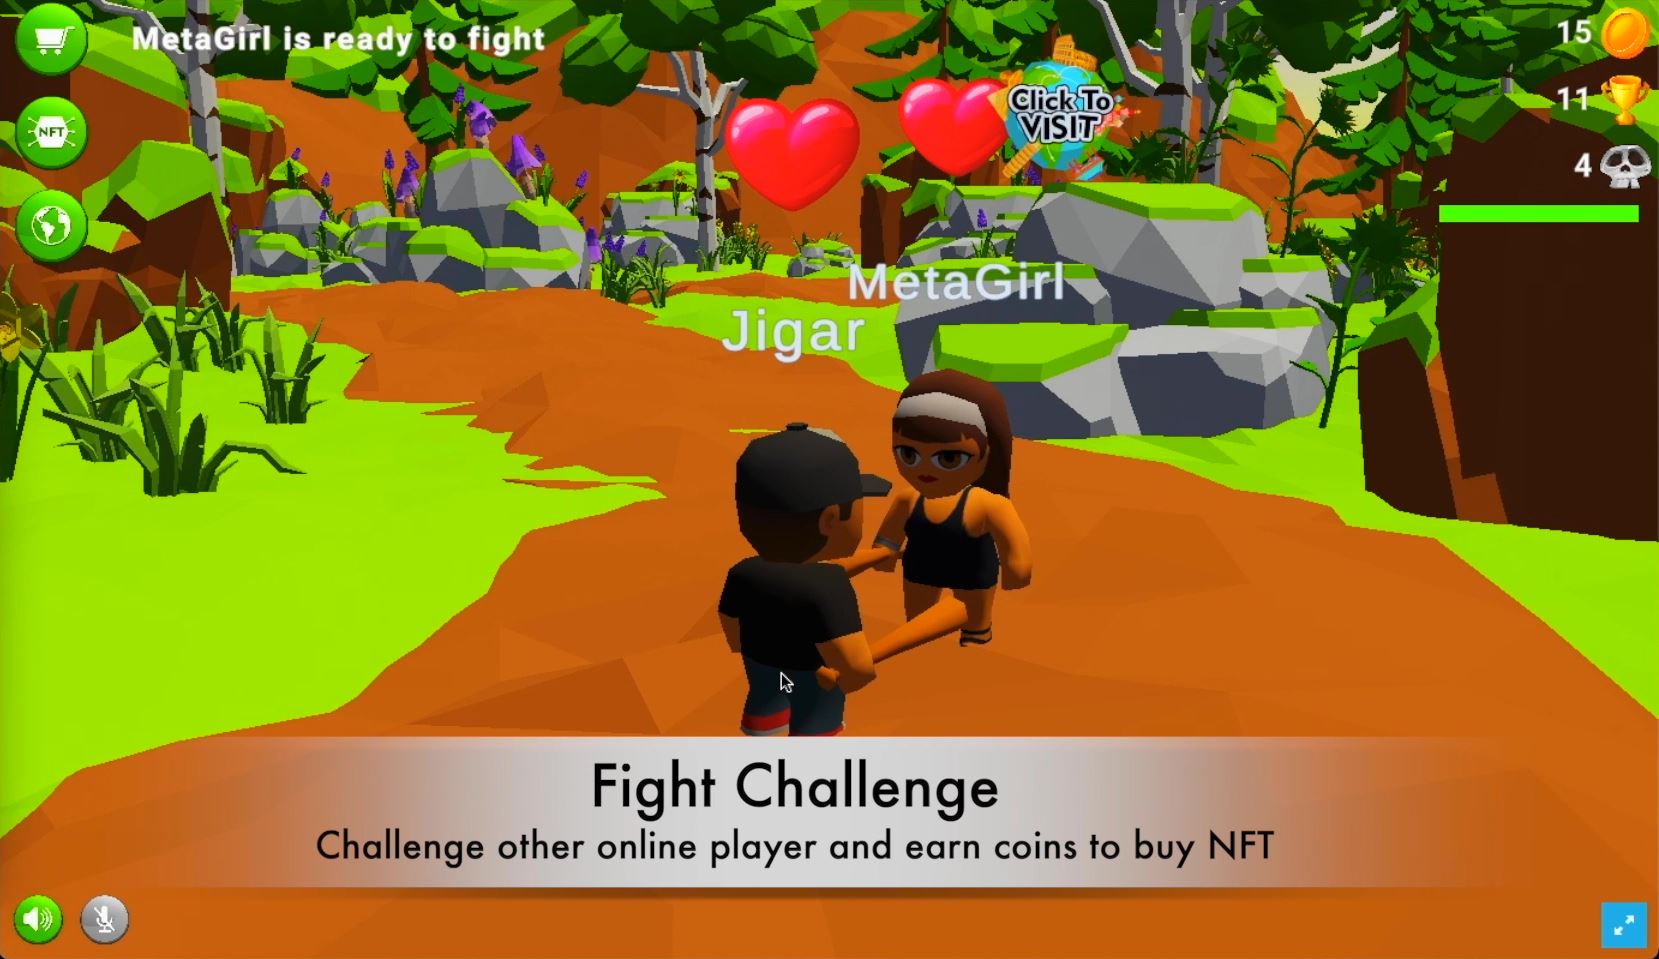 MetaGirl is ready to fight
15
NFT
11
Click To
VISIT
4
MetaGirl
Jigar
Fight Challenge
Challenge other online player and earn coins to buy NFT